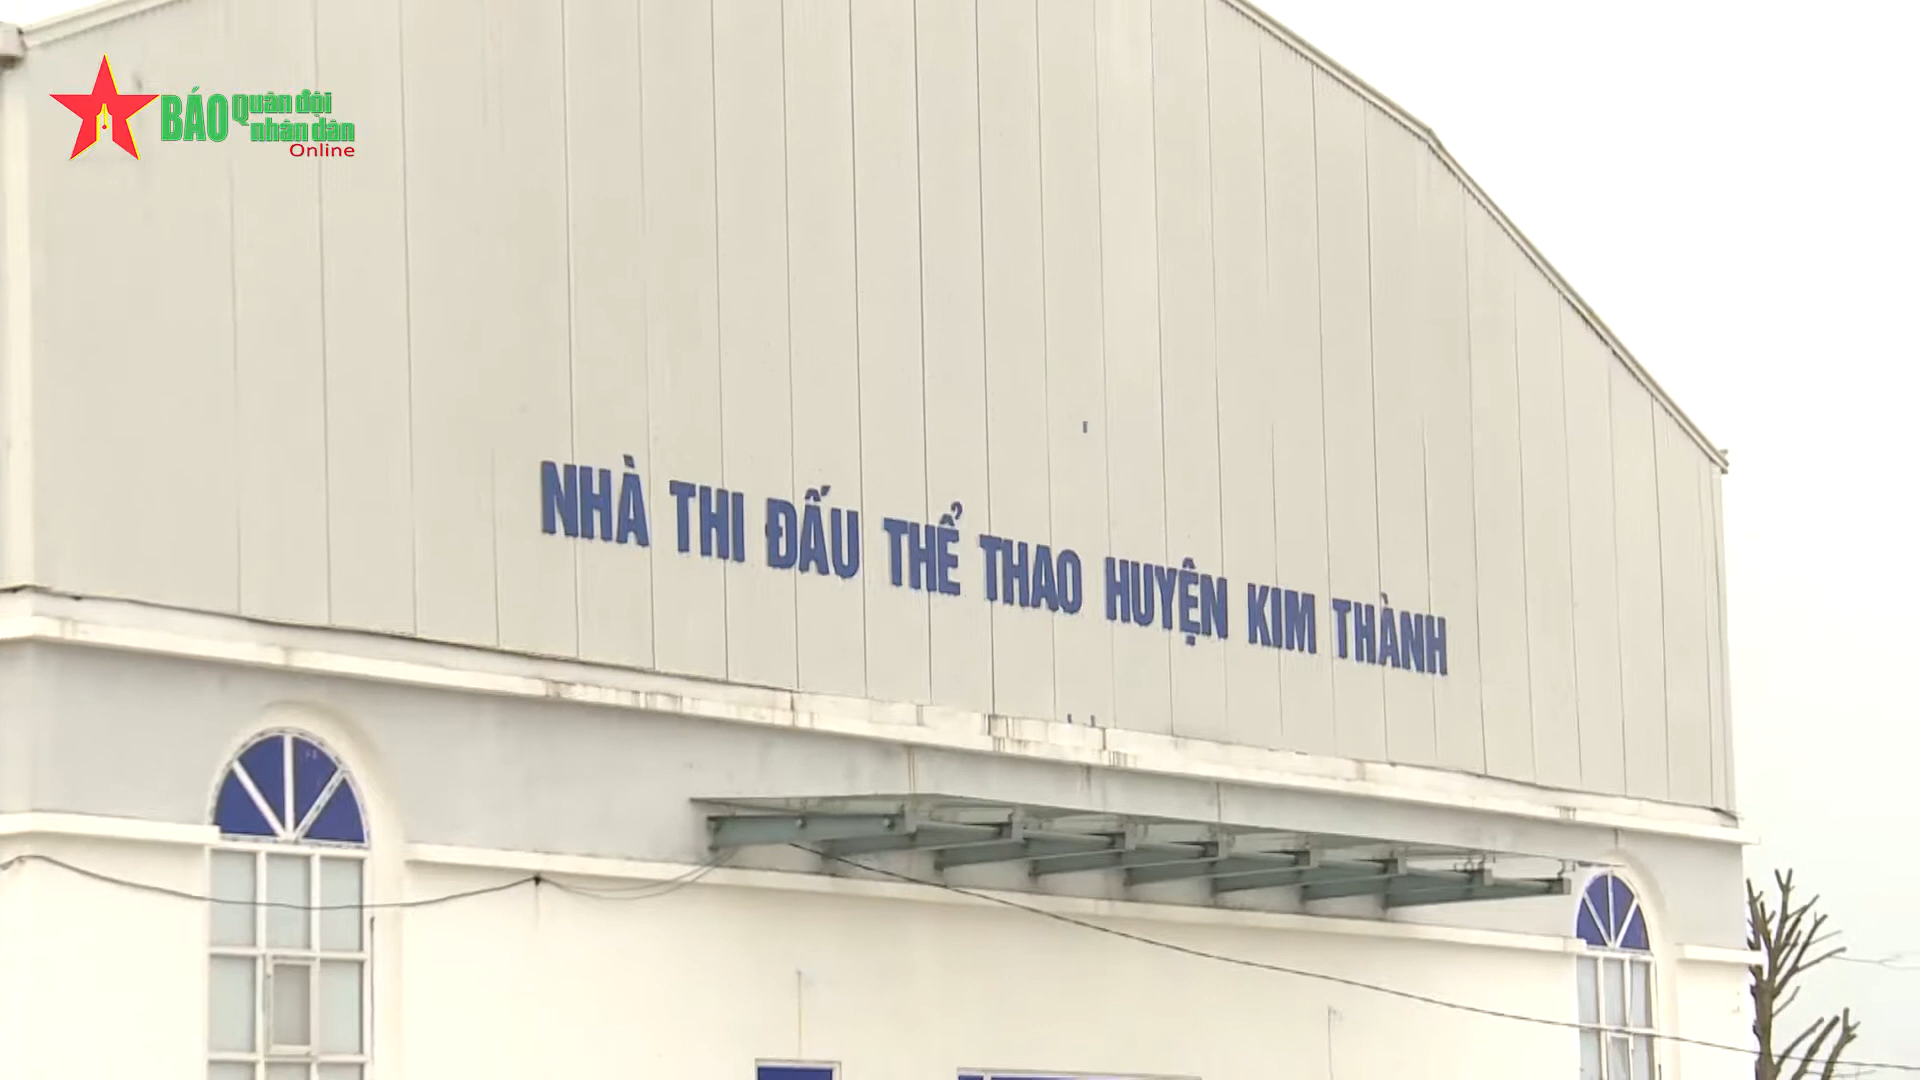 BÁO Quân đội
nhân dân
Online
NHÀ THI ĐẤU THỂ THAO HUYỆN KIM THÀNH